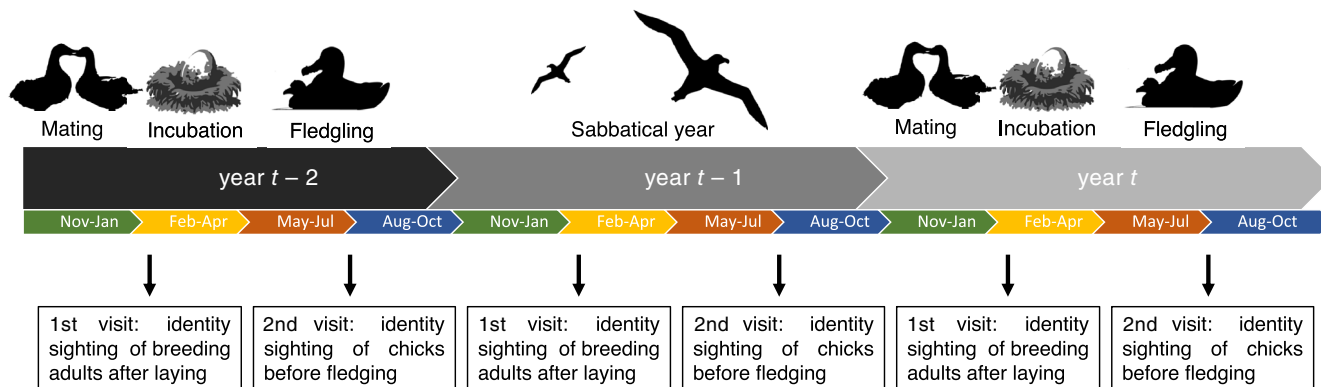 Mating Incubation Fledgling Sabbatical year Mating Incubation Fledgling
year t – 2 year t – 1 year t
Nov-Jan Feb-Apr May-Jul Aug-Oct Nov-Jan Feb-Apr May-Jul Aug-Oct Nov-Jan Feb-Apr May-Jul Aug-Oct
1st visit: identity
sighting of breeding
adults after laying
2nd visit: identity
sighting of chicks
before fledging
1st visit: identity
sighting of breeding
adults after laying
2nd visit: identity
sighting of chicks
before fledging
1st visit: identity
sighting of breeding
adults after laying
2nd visit: identity
sighting of chicks
before fledging